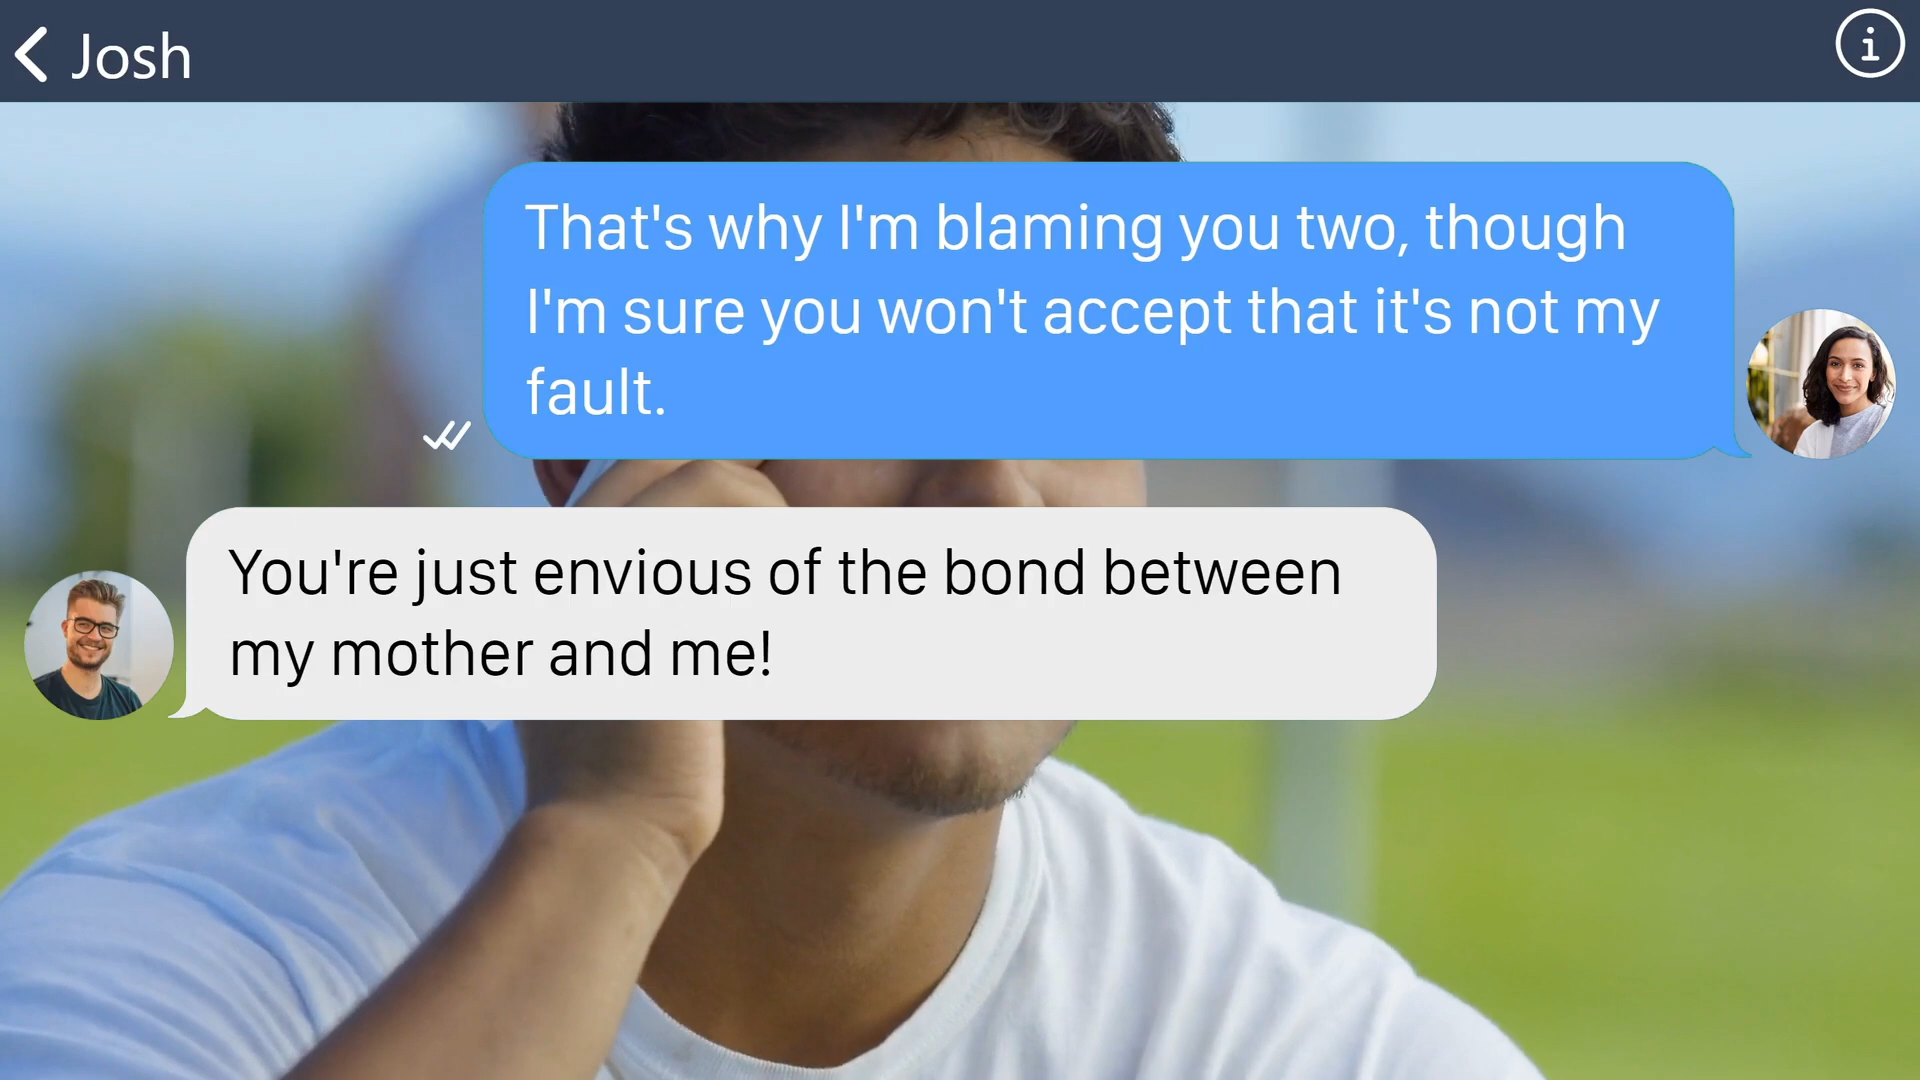 Josh
That's why I'm blaming you two, though
I'm sure you won't accept that it's not my
fault.
You're just envious of the bond between
my mother and me!